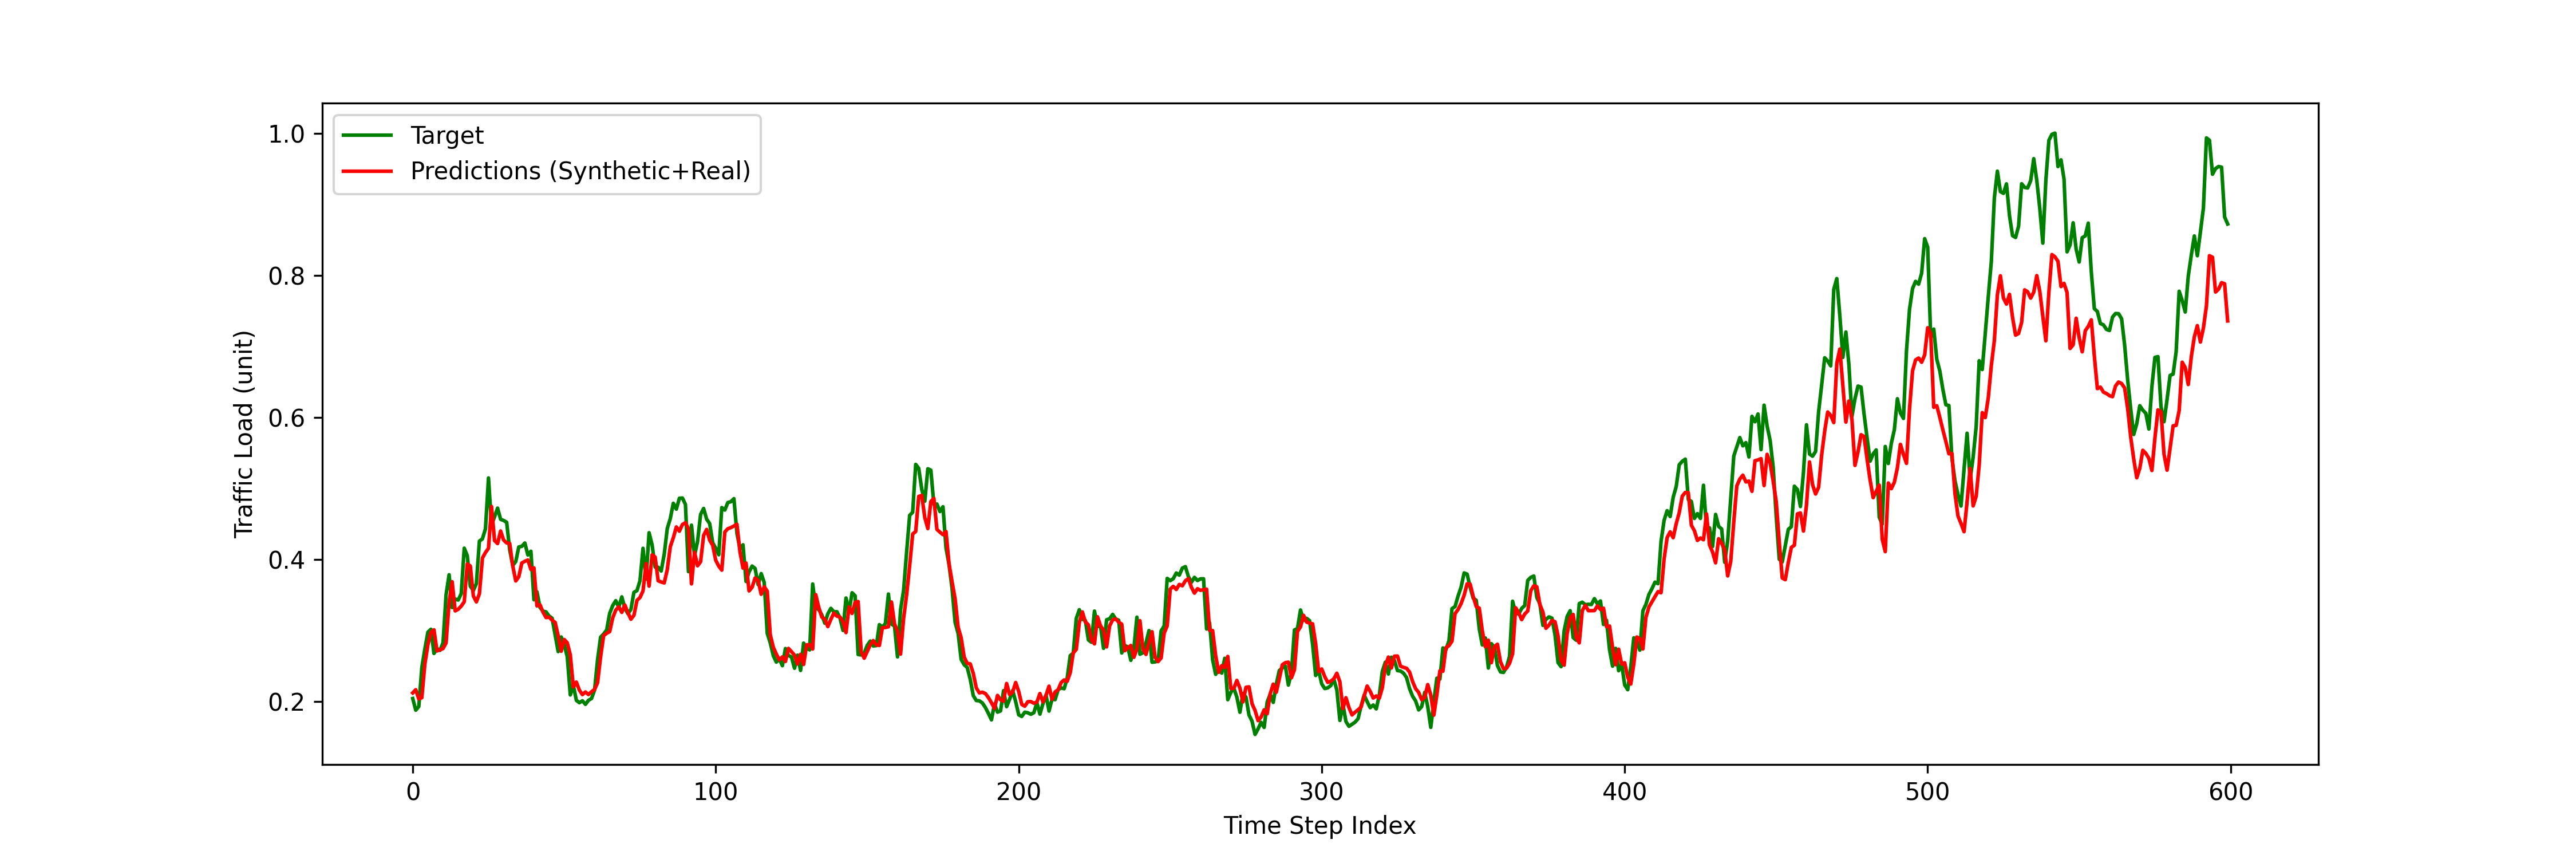 Target
Predictions (Synthetic+Real)
Traffic Load (unit)
1.0
0.8
0.6
0.4
0.2
0 100 200 300 400 500 600
Time Step Index